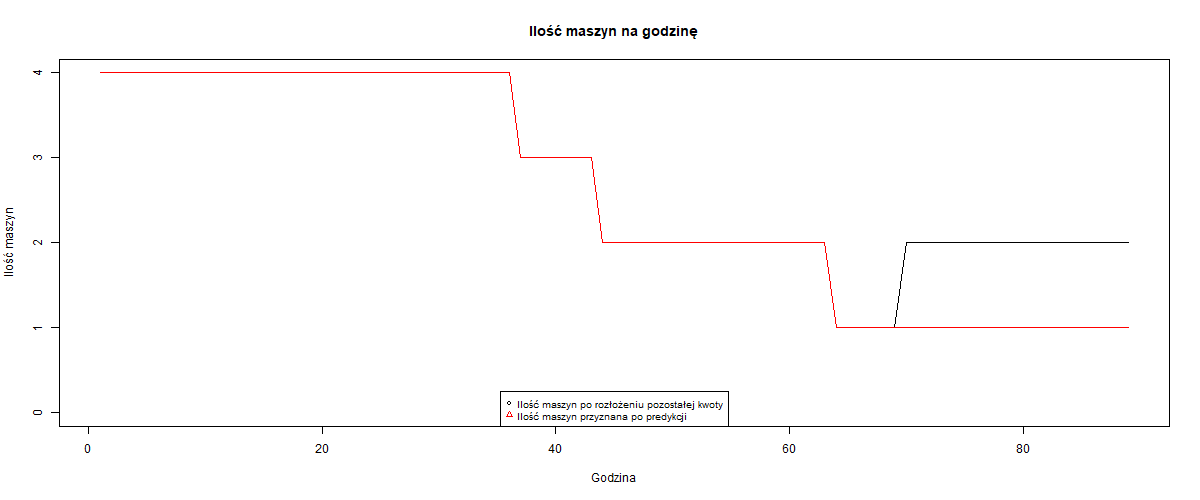 Ilość maszyn na godzinę
Ilość maszyn
4
3
2
1
0
Ilość maszyn po rozłożeniu pozostałej kwoty
Ilość maszyn przyznana po predykcji
0 20 40 60 80
Godzina